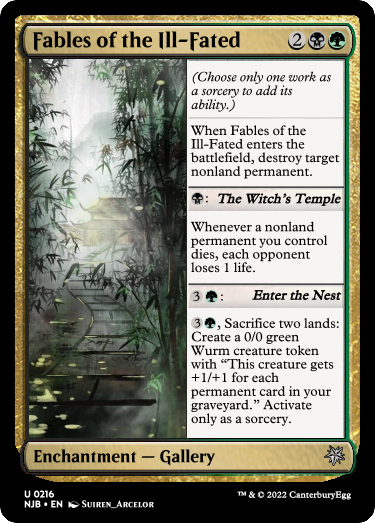 Fables of the Ill-Fated 2
(Choose only one work as
a sorcery to add its
ability.)
When Fables of the
Ill-Fated enters the
battlefield, destroy target
nonland permanent.
: The Witch's Temple
Whenever a nonland
permanent you control
dies, each opponent
loses 1 life.
3 : Enter the Nest
3 , Sacrifice two lands:
Create a 0/0 green
Wurm creature token
with “This creature gets
+1/+1 for each
permanent card in your
graveyard.” Activate
only as a sorcery.
Enchantment — Gallery
U 0216
NJB • EN Suiren_Arcelor
™ & © 2022 CanterburyEgg